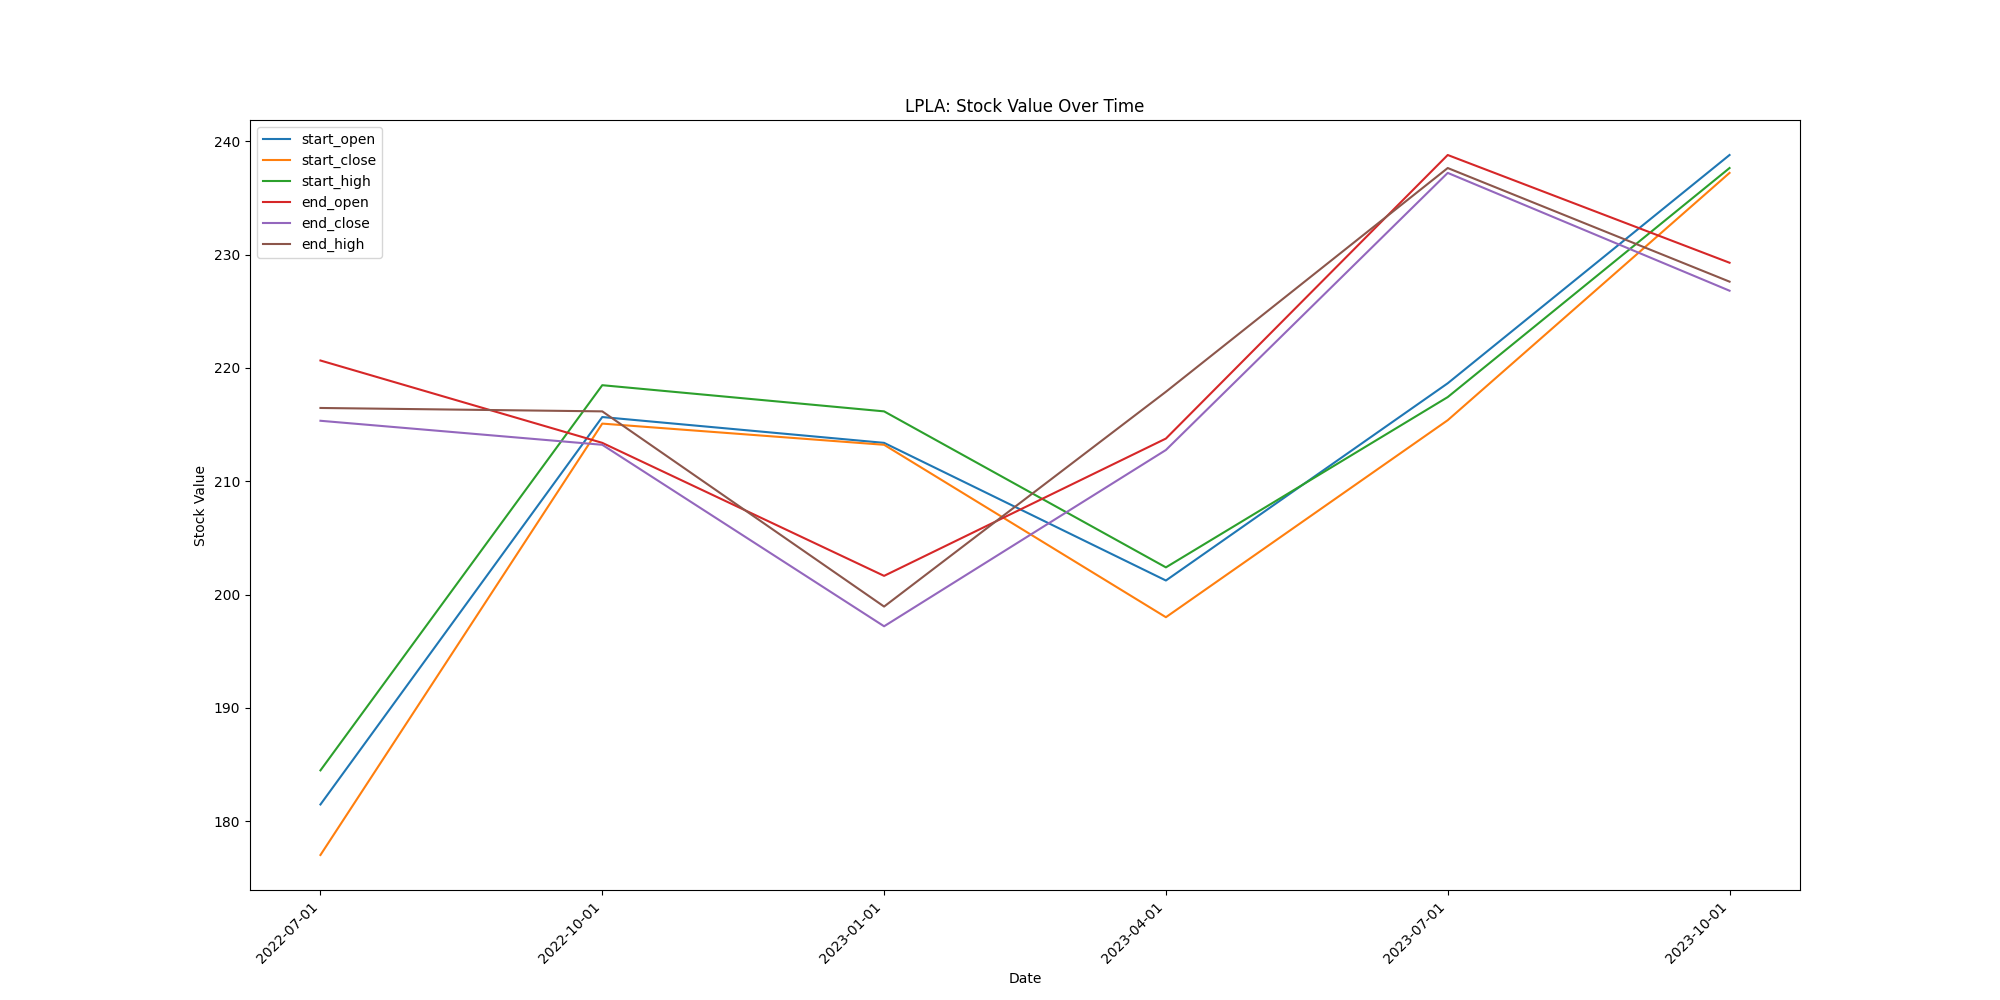 LPLA: Stock Value Over Time
start_open
start_close
start_high
end_open
end_close
end_high
240
230
220
210
200
190
180
Stock Value
2022-07-01
2022-10-01
2023-01-01
2023-04-01
2023-07-01
2023-10-01
Date